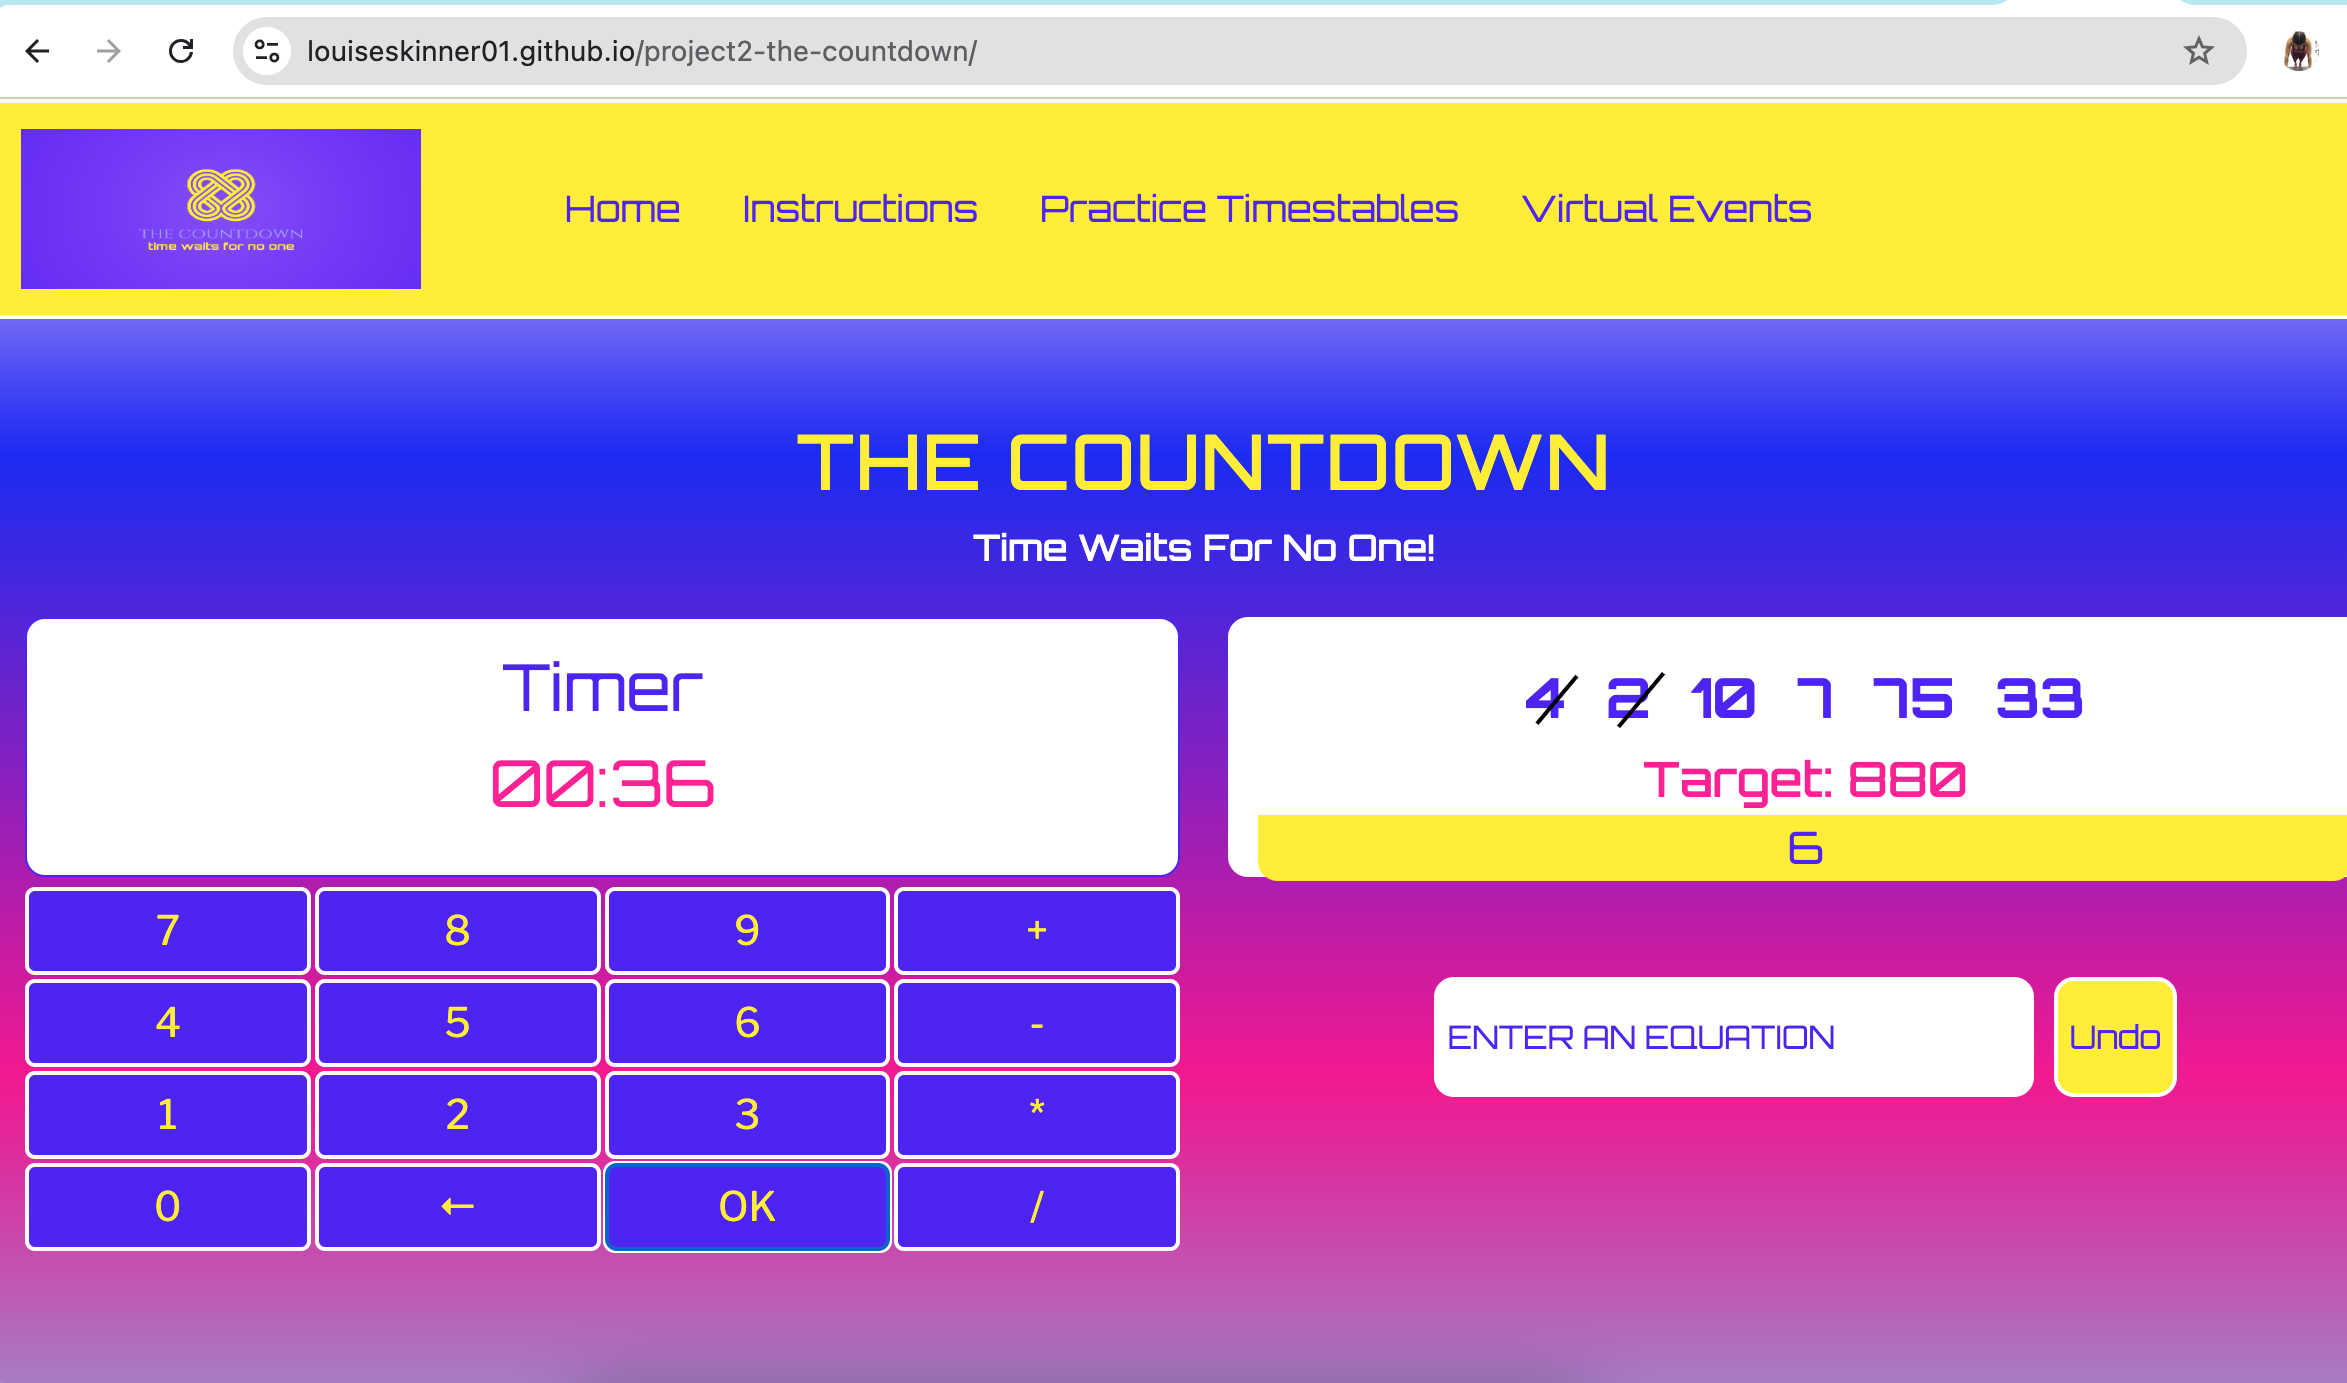 louiseskinner01.github.io/project2-the-countdown/
THE COUNTDOWN
time waits for no one
Home Instructions Practice Timestables Virtual Events
THE COUNTDOWN
Time Waits For No One!
Timer
00:36
4 2 10 7 75 33
Target: 880
6
7 8 9 +
4 5 6 -
1 2 3 *
0 ← OK /
ENTER AN EQUATION
Undo